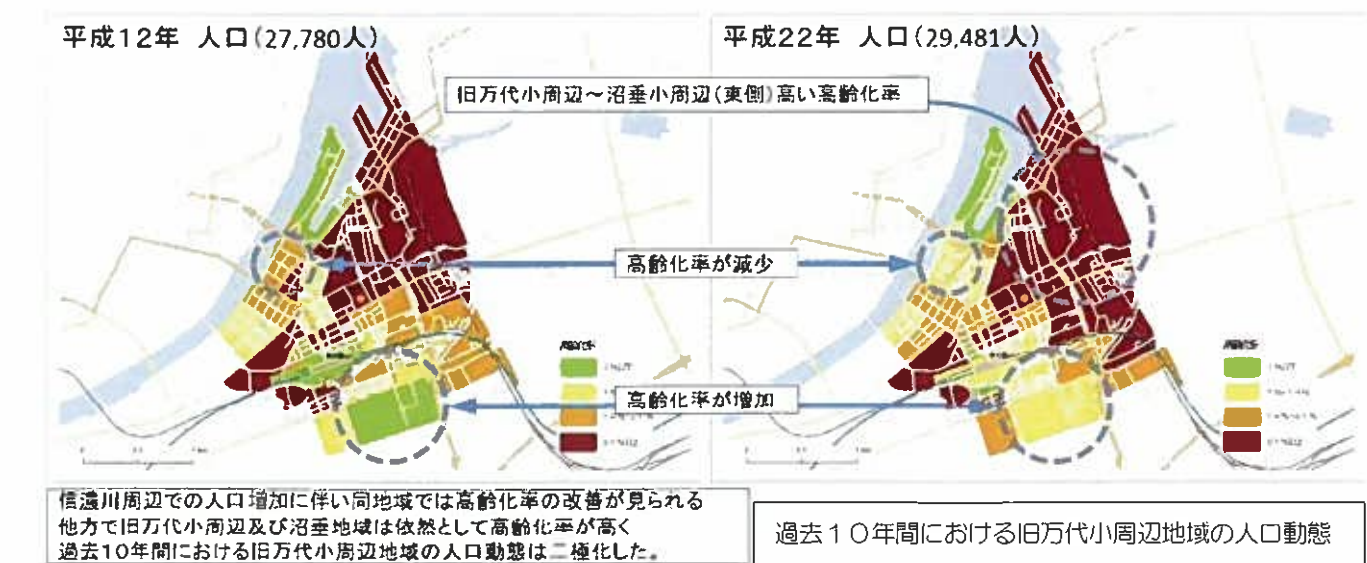 平成12年 人口(27,780人)
平成22年 人口(29,481人)
旧万代小周辺～沼垂小周辺(東側)高い高齢化率
高齢化率が減少
高齢化率が増加
信濃川周辺での人口増加に伴い同地域では高齢化率の改善が見られる
他方で旧万代小周辺及び沼垂地域は依然として高齢化率が高く
過去10年間における旧万代小周辺地域の人口動態は二極化した。
過去１０年間における旧万代小周辺地域の人口動態